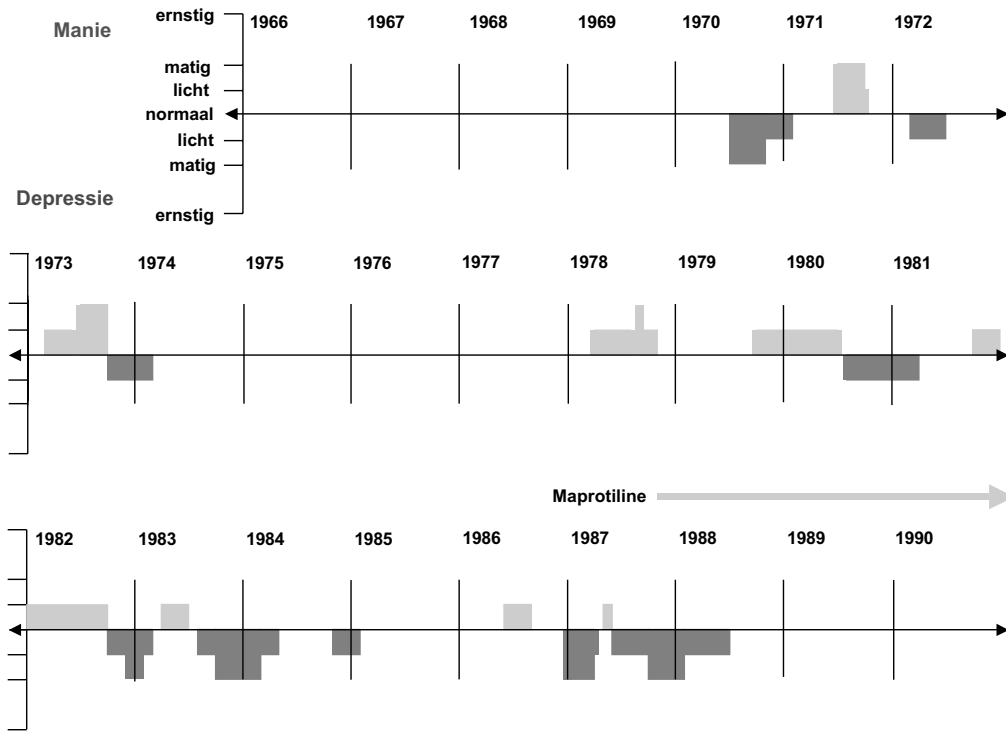 ernstig
1966 1967 1968 1969 1970 1971 1972
Manie
matig
licht
normaal
licht
matig
Depressie
ernstig
1973 1974 1975 1976 1977 1978 1979 1980 1981
Maprotiline
1982 1983 1984 1985 1986 1987 1988 1989 1990